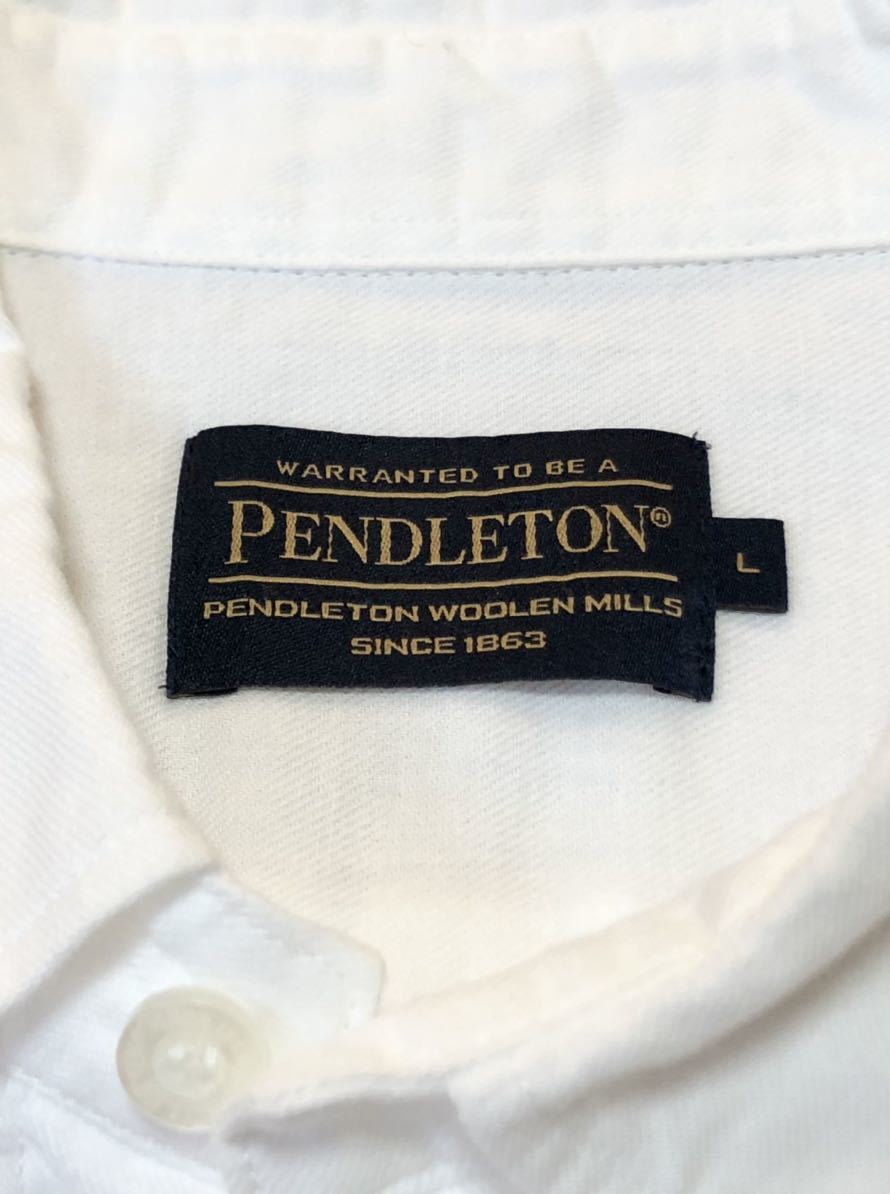 WARRANTED TO BE A
PENDLETON®
PENDLETON WOOLEN MILLS
SINCE 1863
L